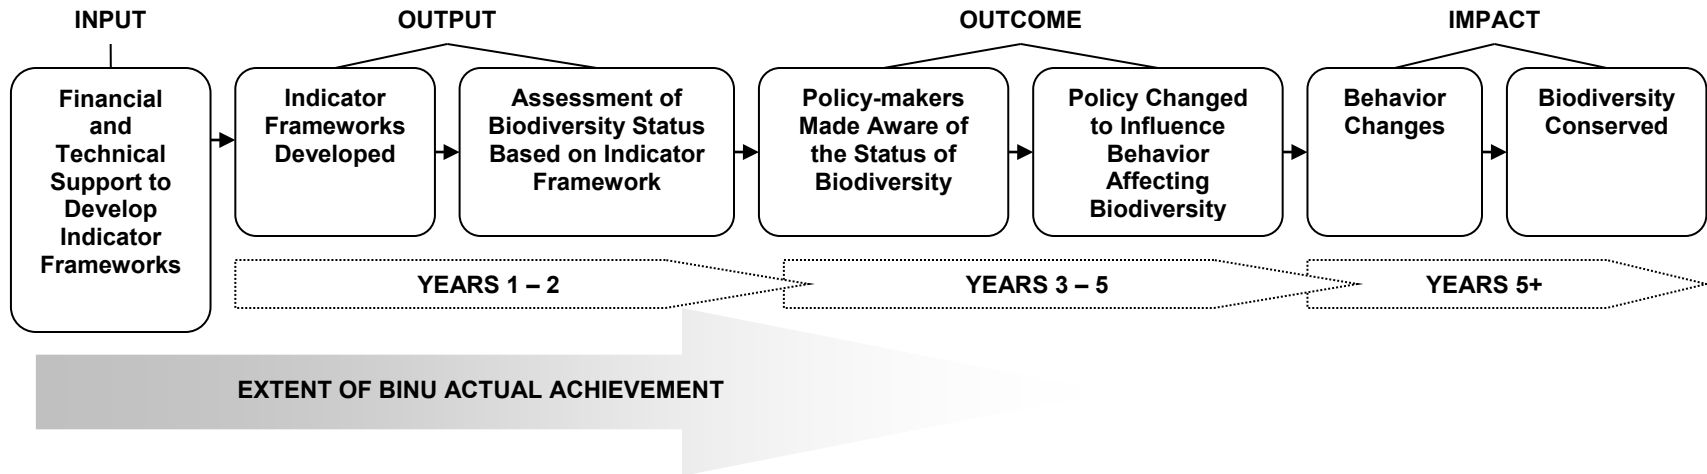 INPUT
OUTPUT
OUTCOME
IMPACT
Financial
and
Technical
Support to
Develop
Indicator
Frameworks
Indicator
Frameworks
Developed
Assessment of
Biodiversity Status
Based on Indicator
Framework
Policy-makers
Made Aware of
the Status of
Biodiversity
Policy Changed
to Influence
Behavior
Affecting
Biodiversity
Behavior
Changes
Biodiversity
Conserved
YEARS 1 – 2
YEARS 3 – 5
YEARS 5+
EXTENT OF BINU ACTUAL ACHIEVEMENT